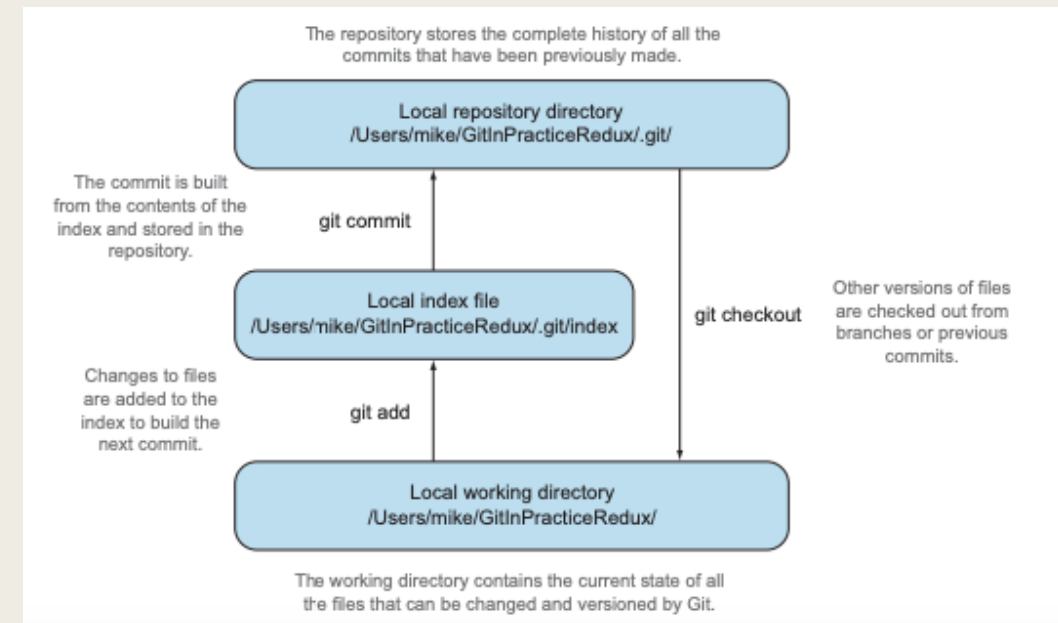 The repository stores the complete history of all the
commits that have been previously made.
Local repository directory
/Users/mike/GitInPracticeRedux/.git/
The commit is built
from the contents of the
index and stored in the
repository.
git commit
Local index file
/Users/mike/GitInPracticeRedux/.git/index
git checkout
Other versions of files
are checked out from
branches or previous
commits.
Changes to files
are added to the
index to build the
next commit.
git add
Local working directory
/Users/mike/GitInPracticeRedux/
The working directory contains the current state of all
the files that can be changed and versioned by Git.